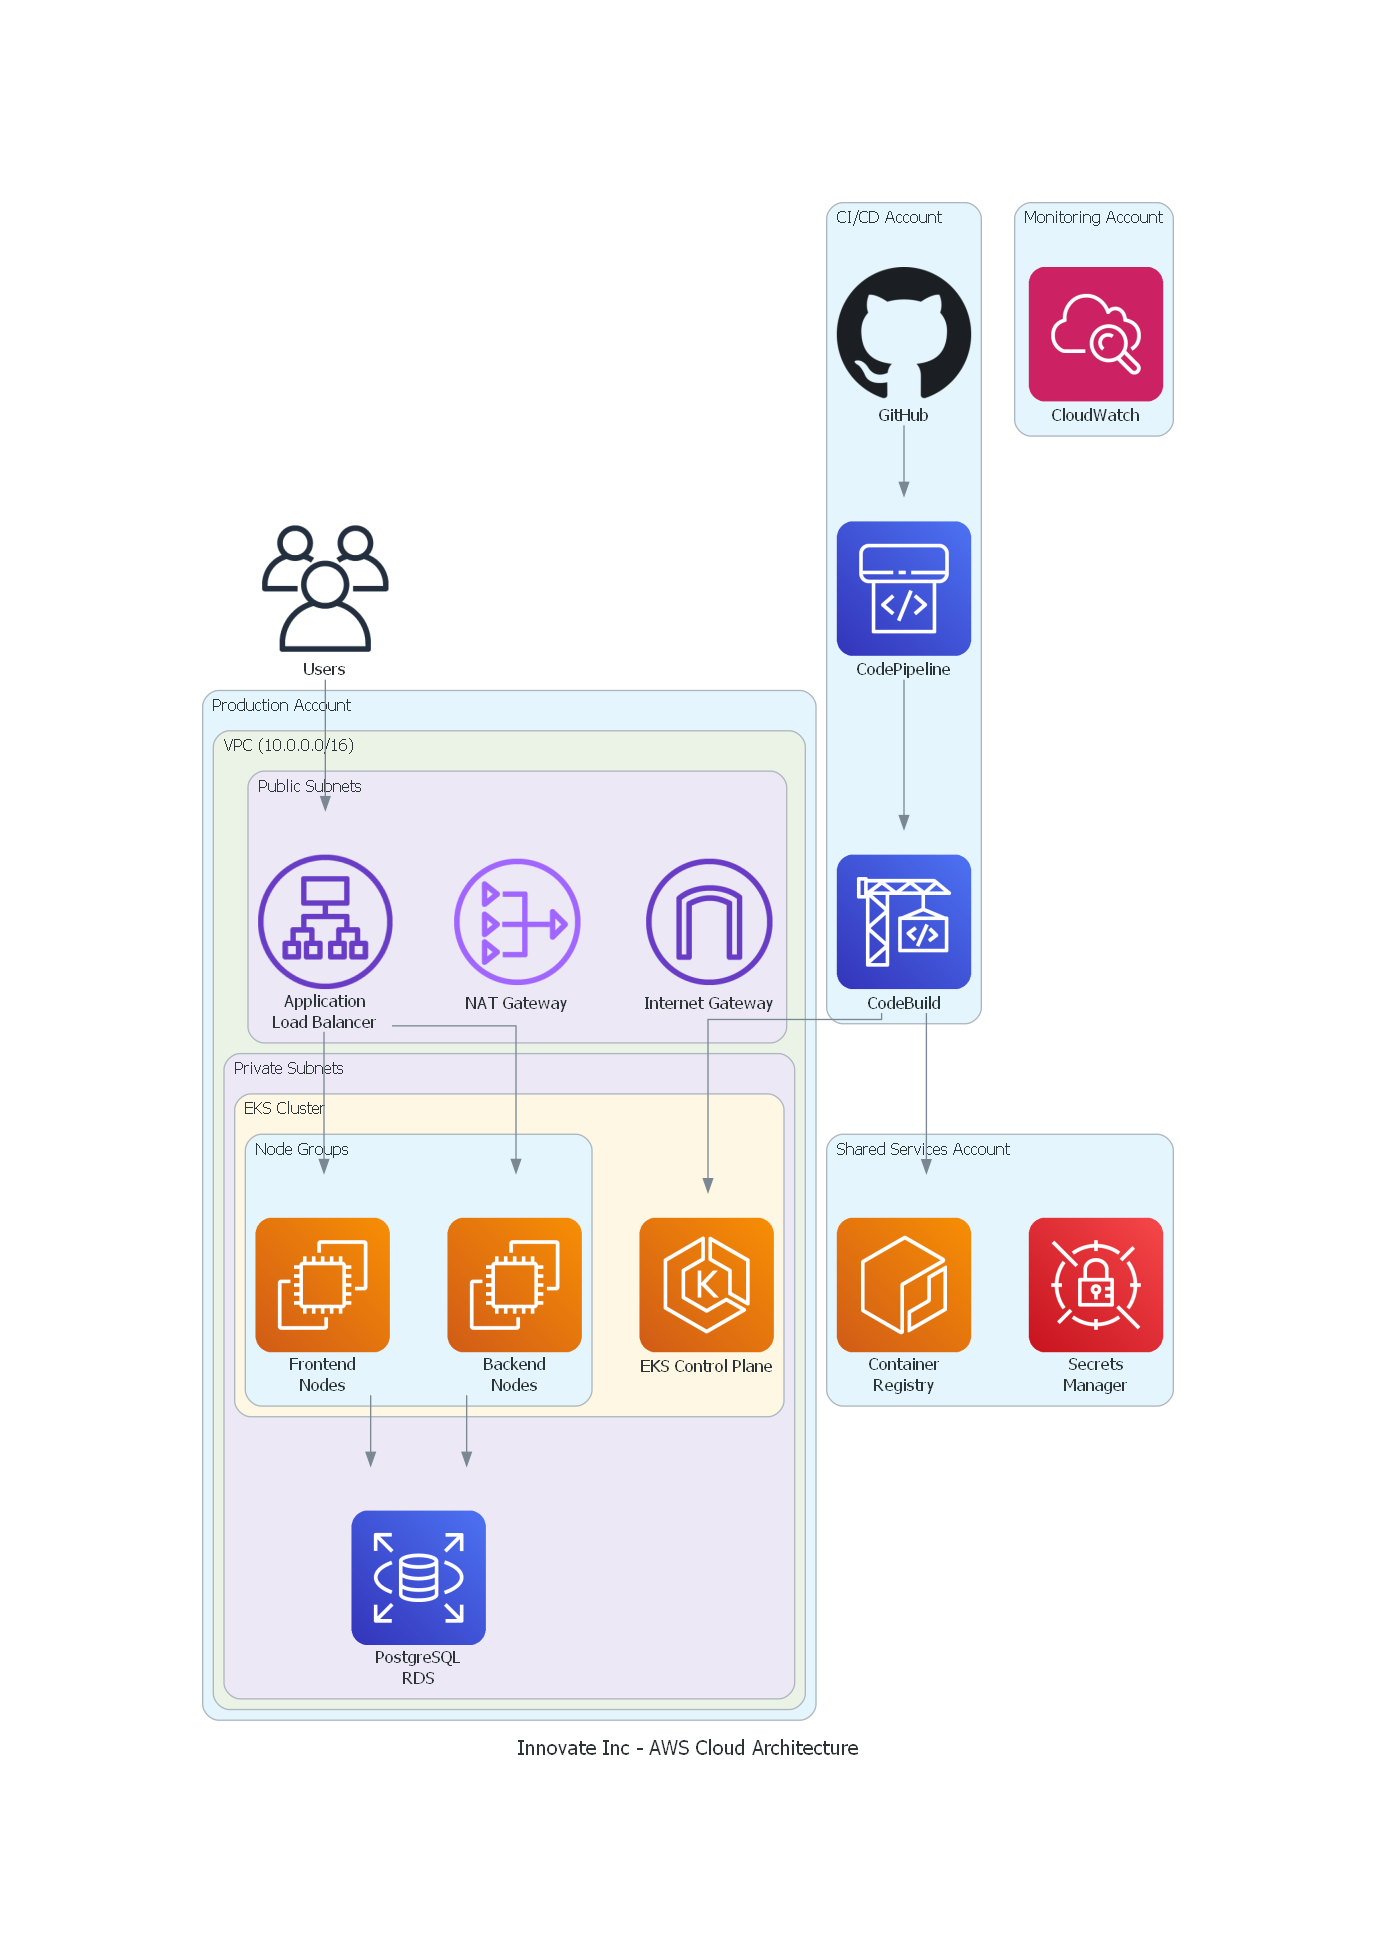 CI/CD Account
Monitoring Account
GitHub
CloudWatch
Users
CodePipeline
Production Account
VPC (10.0.0.0/16)
Public Subnets
Application
Load Balancer
NAT Gateway
Internet Gateway
CodeBuild
Private Subnets
EKS Cluster
Node Groups
Shared Services Account
Frontend
Nodes
Backend
Nodes
EKS Control Plane
Container
Registry
Secrets
Manager
PostgreSQL
RDS
Innovate Inc - AWS Cloud Architecture